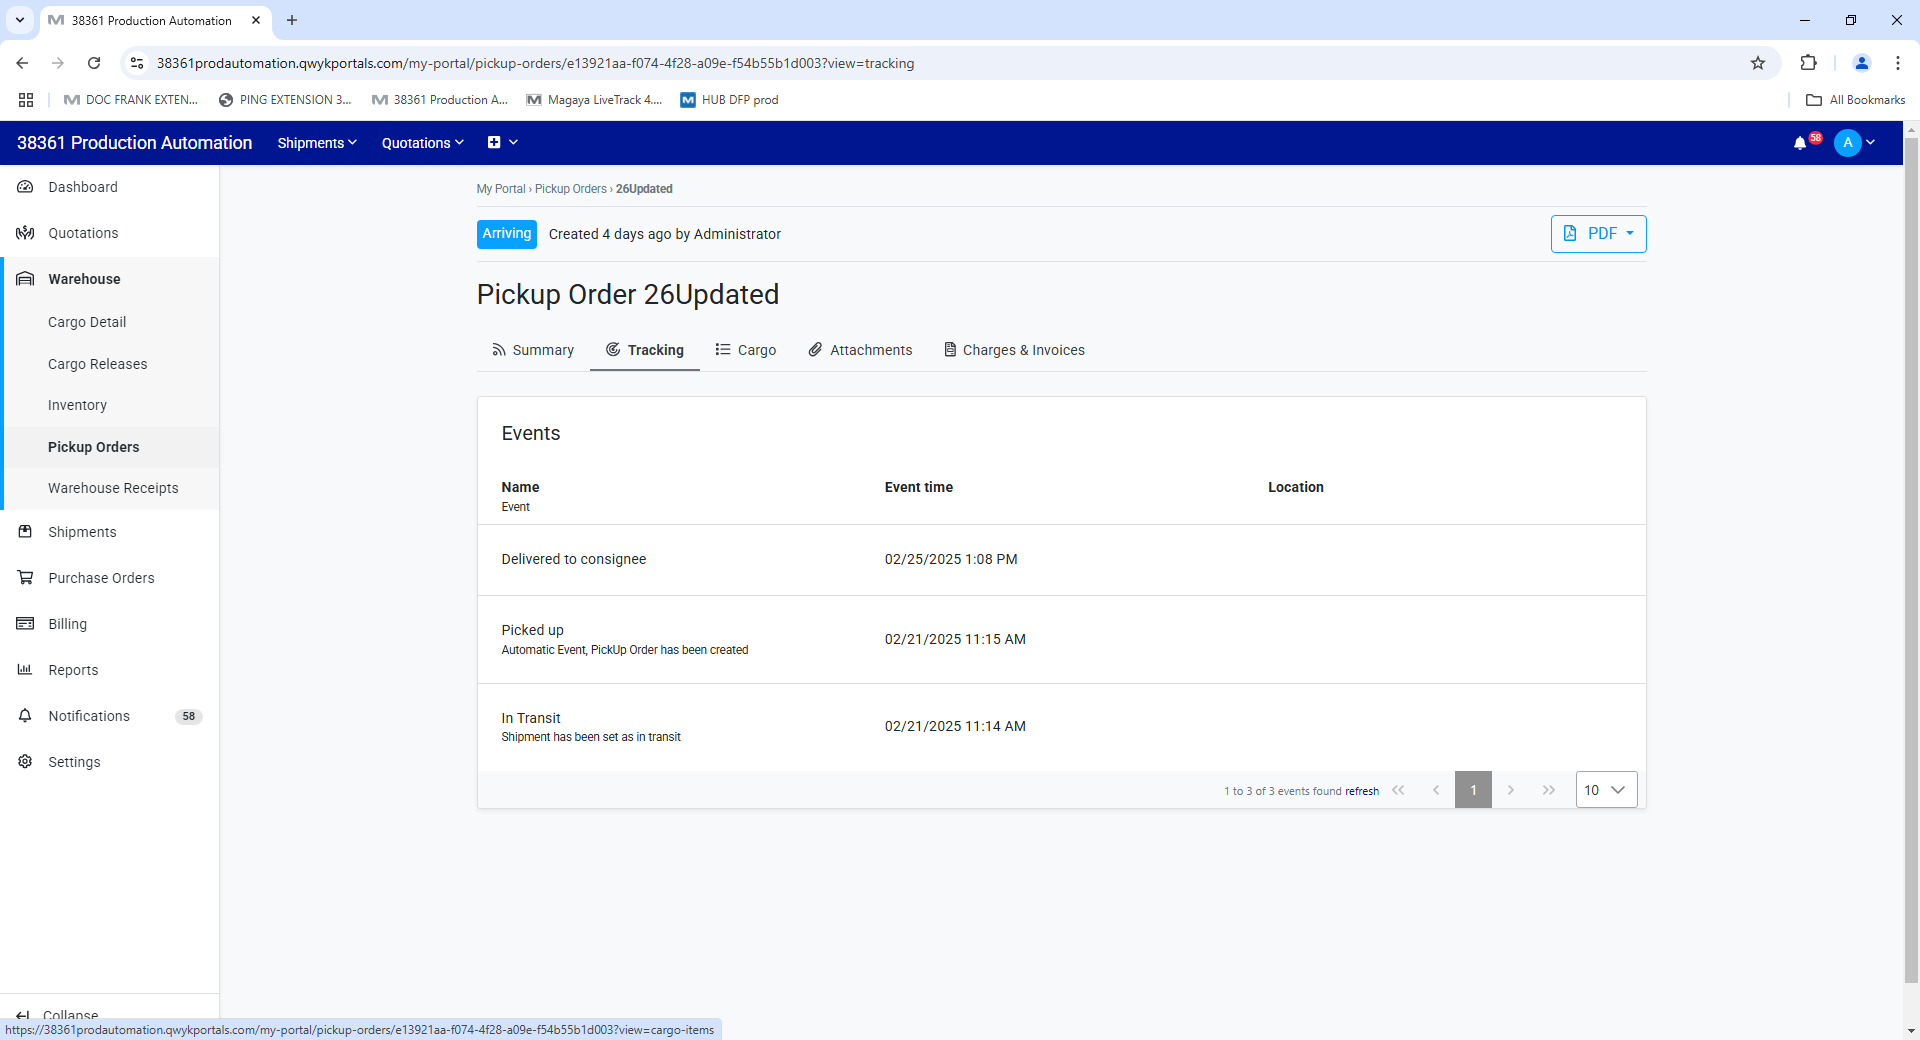 38361 Production Automation
38361prodautomation.qwykportals.com/my-portal/pickup-orders/e13921aa-f074-4f28-a09e-f54b55b1d003?view=tracking
DOC FRANK EXTEN... PING EXTENSION 3... 38361 Production A... Magaya LiveTrack 4.... HUB DFP prod All Bookmarks
38361 Production Automation Shipments Quotations 58 A
Dashboard
Quotations
Warehouse
Cargo Detail
Cargo Releases
Inventory
Pickup Orders
Warehouse Receipts
Shipments
Purchase Orders
Billing
Reports
Notifications 58
Settings
Collapse
My Portal › Pickup Orders › 26Updated
Arriving Created 4 days ago by Administrator PDF
Pickup Order 26Updated
Summary Tracking Cargo Attachments Charges & Invoices
Events
Name Event time Location
Event
Delivered to consignee 02/25/2025 1:08 PM
Picked up
Automatic Event, PickUp Order has been created 02/21/2025 11:15 AM
In Transit
Shipment has been set as in transit 02/21/2025 11:14 AM
1 to 3 of 3 events found refresh 1 10
https://38361prodautomation.qwykportals.com/my-portal/pickup-orders/e13921aa-f074-4f28-a09e-f54b55b1d003?view=cargo-items